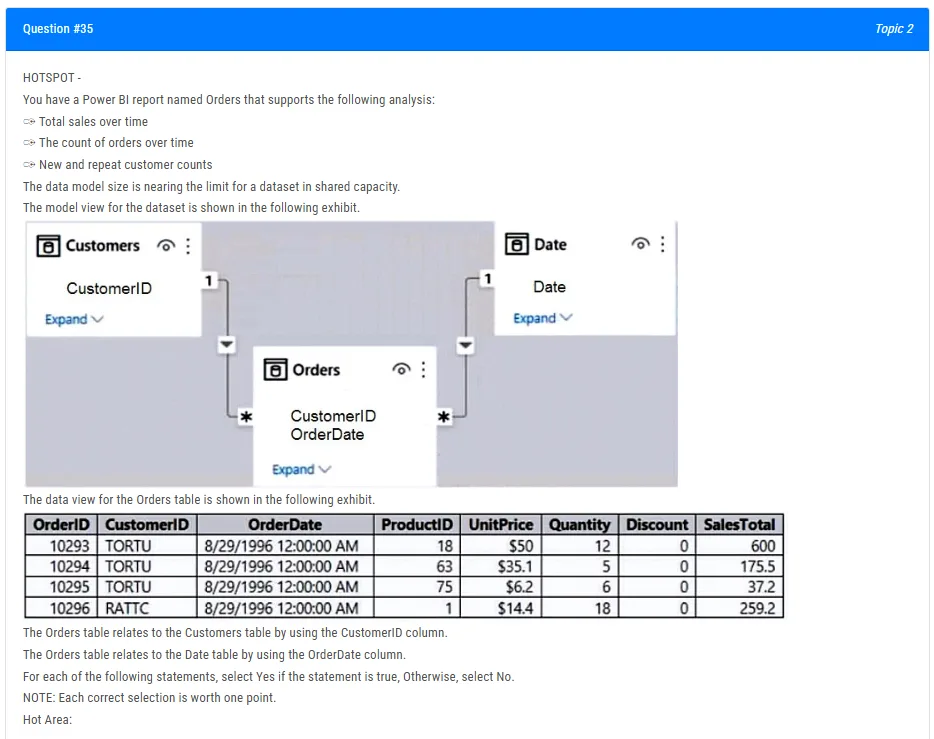 Question #35
Topic 2
HOTSPOT -
You have a Power BI report named Orders that supports the following analysis:
Total sales over time
The count of orders over time
New and repeat customer counts
The data model size is nearing the limit for a dataset in shared capacity.
The model view for the dataset is shown in the following exhibit.
Customers
CustomerID
Expand
1
Date
Date
Expand
1
Orders
CustomerID
OrderDate
Expand
*
*
The data view for the Orders table is shown in the following exhibit.
OrderID CustomerID OrderDate ProductID UnitPrice Quantity Discount SalesTotal
10293 TORTU 8/29/1996 12:00:00 AM 18 $50 12 0 600
10294 TORTU 8/29/1996 12:00:00 AM 63 $35.1 5 0 175.5
10295 TORTU 8/29/1996 12:00:00 AM 75 $6.2 6 0 37.2
10296 RATTC 8/29/1996 12:00:00 AM 1 $14.4 18 0 259.2
The Orders table relates to the Customers table by using the CustomerID column.
The Orders table relates to the Date table by using the OrderDate column.
For each of the following statements, select Yes if the statement is true, Otherwise, select No.
NOTE: Each correct selection is worth one point.
Hot Area: